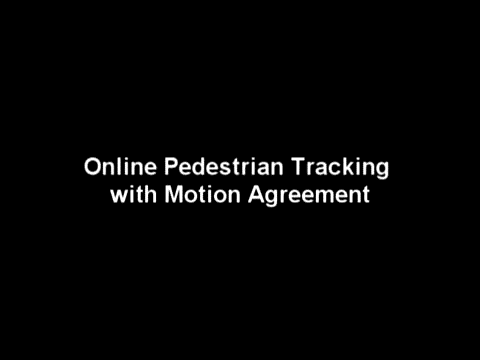 Online Pedestrian Tracking
with Motion Agreement